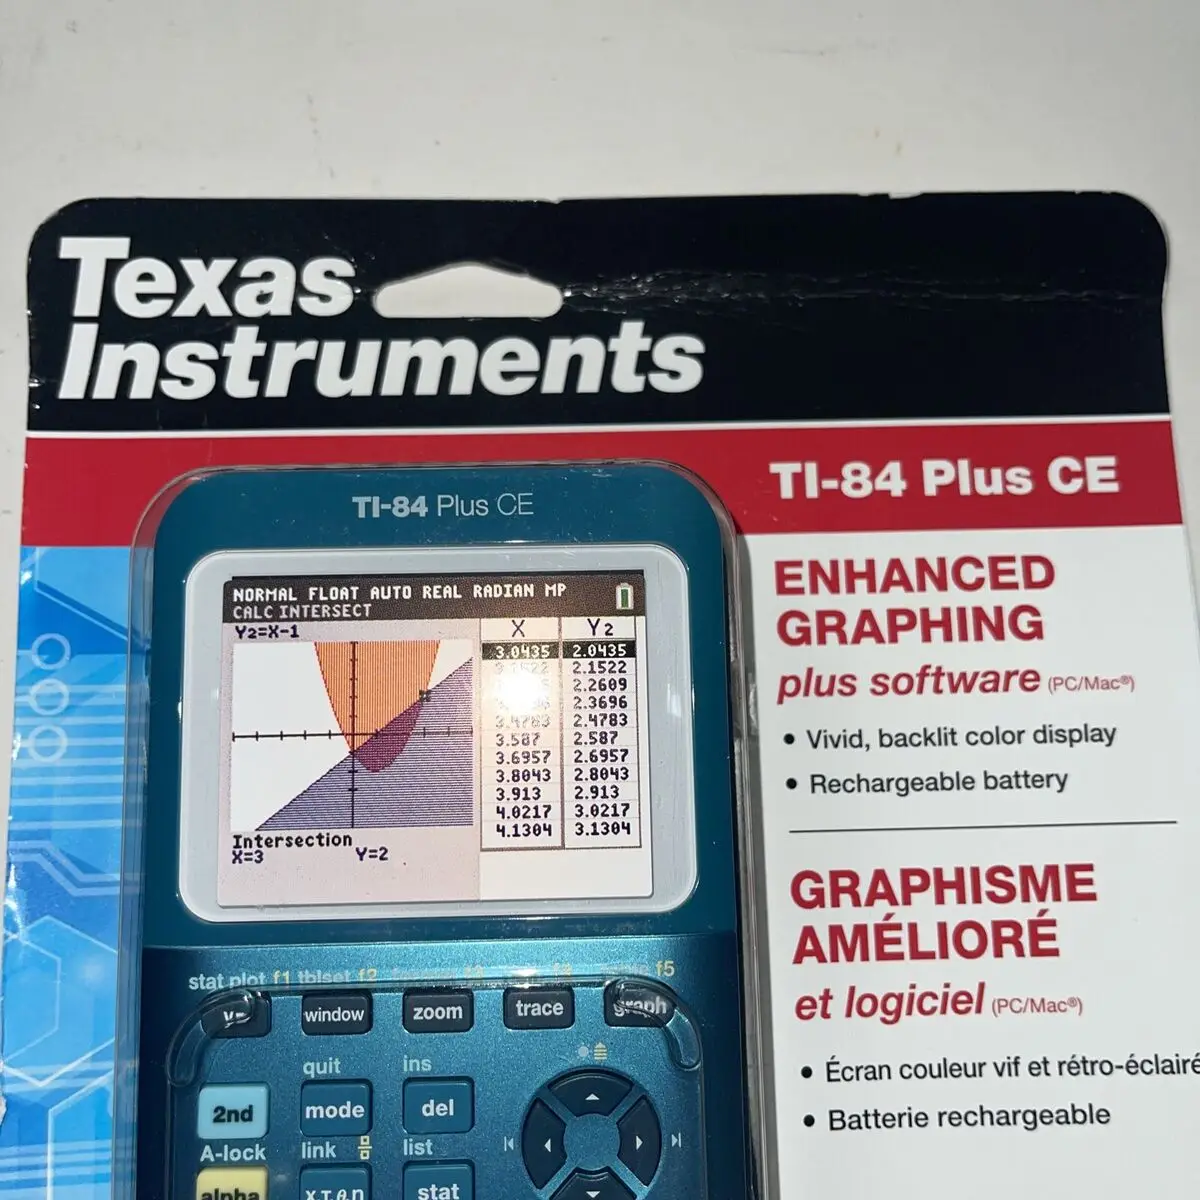 Texas
Instruments
TI-84 Plus CE
TI-84 Plus CE
NORMAL FLOAT AUTO REAL RADIAN MP
CALC INTERSECT
Y2=X-1
X Y2
3.0435 2.0435
2.1522
2.2609
2.3696
3.4783 2.4783
3.587 2.587
3.6957 2.6957
3.8043 2.8043
3.913 2.913
4.0217 3.0217
4.1304 3.1304
Intersection
X=3 Y=2
ENHANCED
GRAPHING
plus software (PC/Mac®)
• Vivid, backlit color display
• Rechargeable battery
GRAPHISME
AMÉLIORÉ
et logiciel (PC/Mac®)
• Écran couleur vif et rétro-éclairé
• Batterie rechargeable
stat plot f1 tblset f2 f5
window zoom trace graph
quit ins
2nd mode del
A-lock link list
alpha X,T,θ,n stat